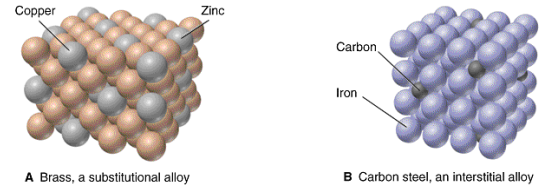 Copper
Zinc
Carbon
Iron
A Brass, a substitutional alloy
B Carbon steel, an interstitial alloy